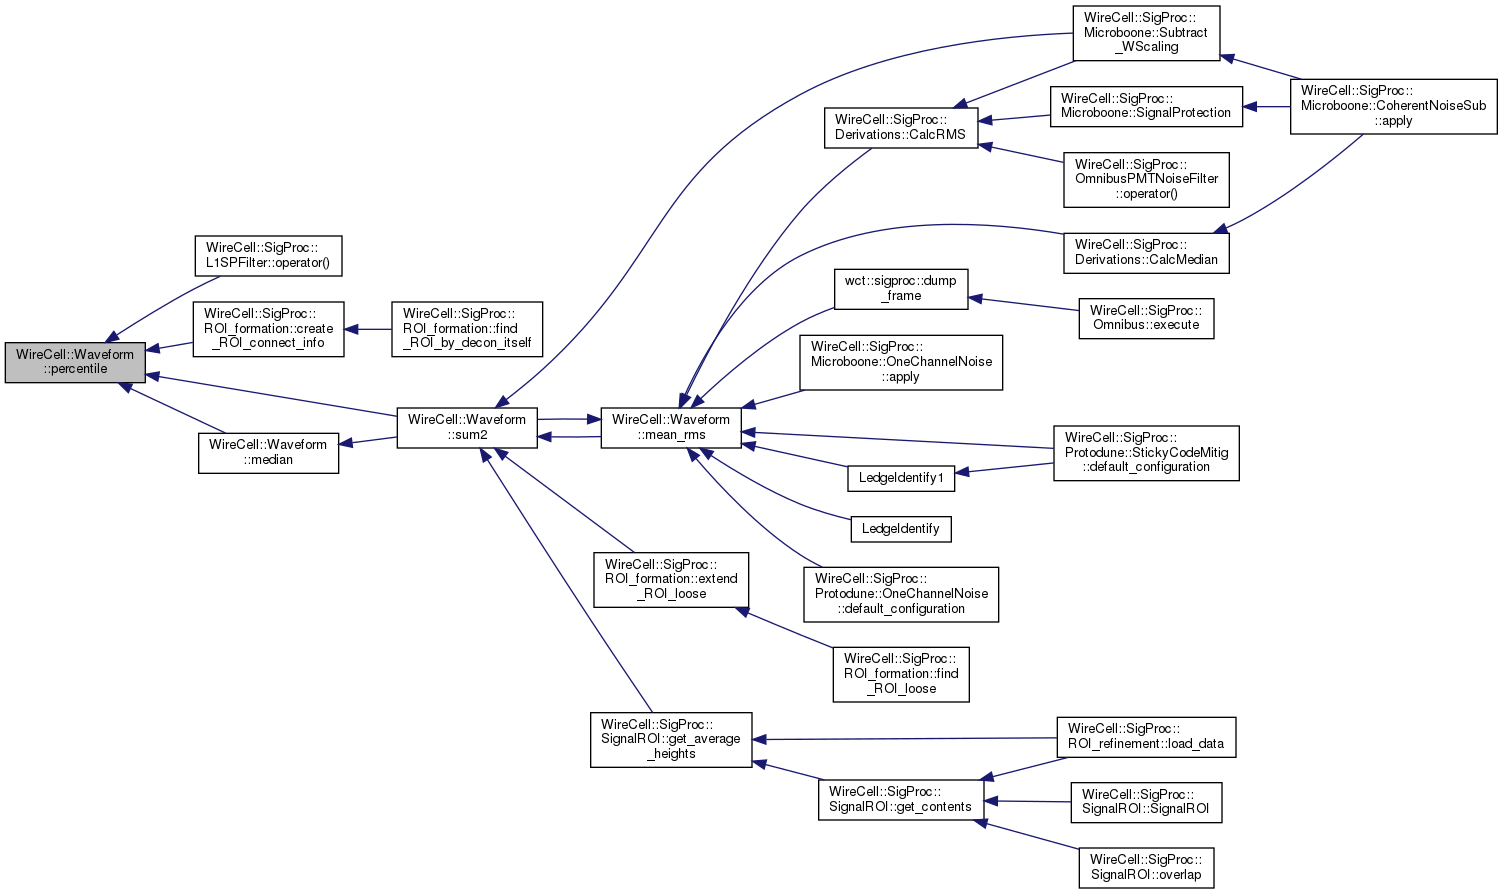 WireCell::SigProc::
Microboone::Subtract
_WScaling
WireCell::SigProc::
Microboone::CoherentNoiseSub
::apply
WireCell::SigProc::
Microboone::SignalProtection
WireCell::SigProc::
Derivations::CalcRMS
WireCell::SigProc::
OmnibusPMTNoiseFilter
::operator()
WireCell::SigProc::
L1SPFilter::operator()
WireCell::SigProc::
Derivations::CalcMedian
wct::sigproc::dump
_frame
WireCell::SigProc::
Omnibus::execute
WireCell::SigProc::
ROI_formation::create
_ROI_connect_info
WireCell::SigProc::
ROI_formation::find
_ROI_by_decon_itself
WireCell::Waveform
::percentile
WireCell::SigProc::
Microboone::OneChannelNoise
::apply
WireCell::Waveform
::sum2
WireCell::Waveform
::mean_rms
WireCell::Waveform
::median
WireCell::SigProc::
Protodune::StickyCodeMitig
::default_configuration
LedgeIdentify1
LedgeIdentify
WireCell::SigProc::
ROI_formation::extend
_ROI_loose
WireCell::SigProc::
Protodune::OneChannelNoise
::default_configuration
WireCell::SigProc::
ROI_formation::find
_ROI_loose
WireCell::SigProc::
SignalROI::get_average
_heights
WireCell::SigProc::
ROI_refinement::load_data
WireCell::SigProc::
SignalROI::get_contents
WireCell::SigProc::
SignalROI::SignalROI
WireCell::SigProc::
SignalROI::overlap